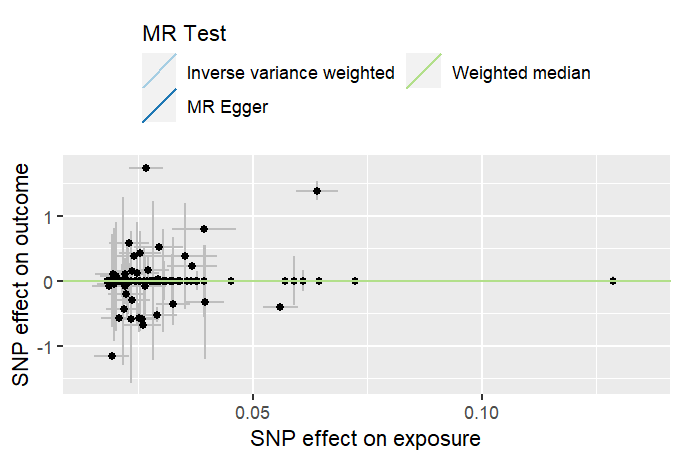 MR Test
Inverse variance weighted
Weighted median
MR Egger
SNP effect on outcome
1
0
-1
0.05
0.10
SNP effect on exposure